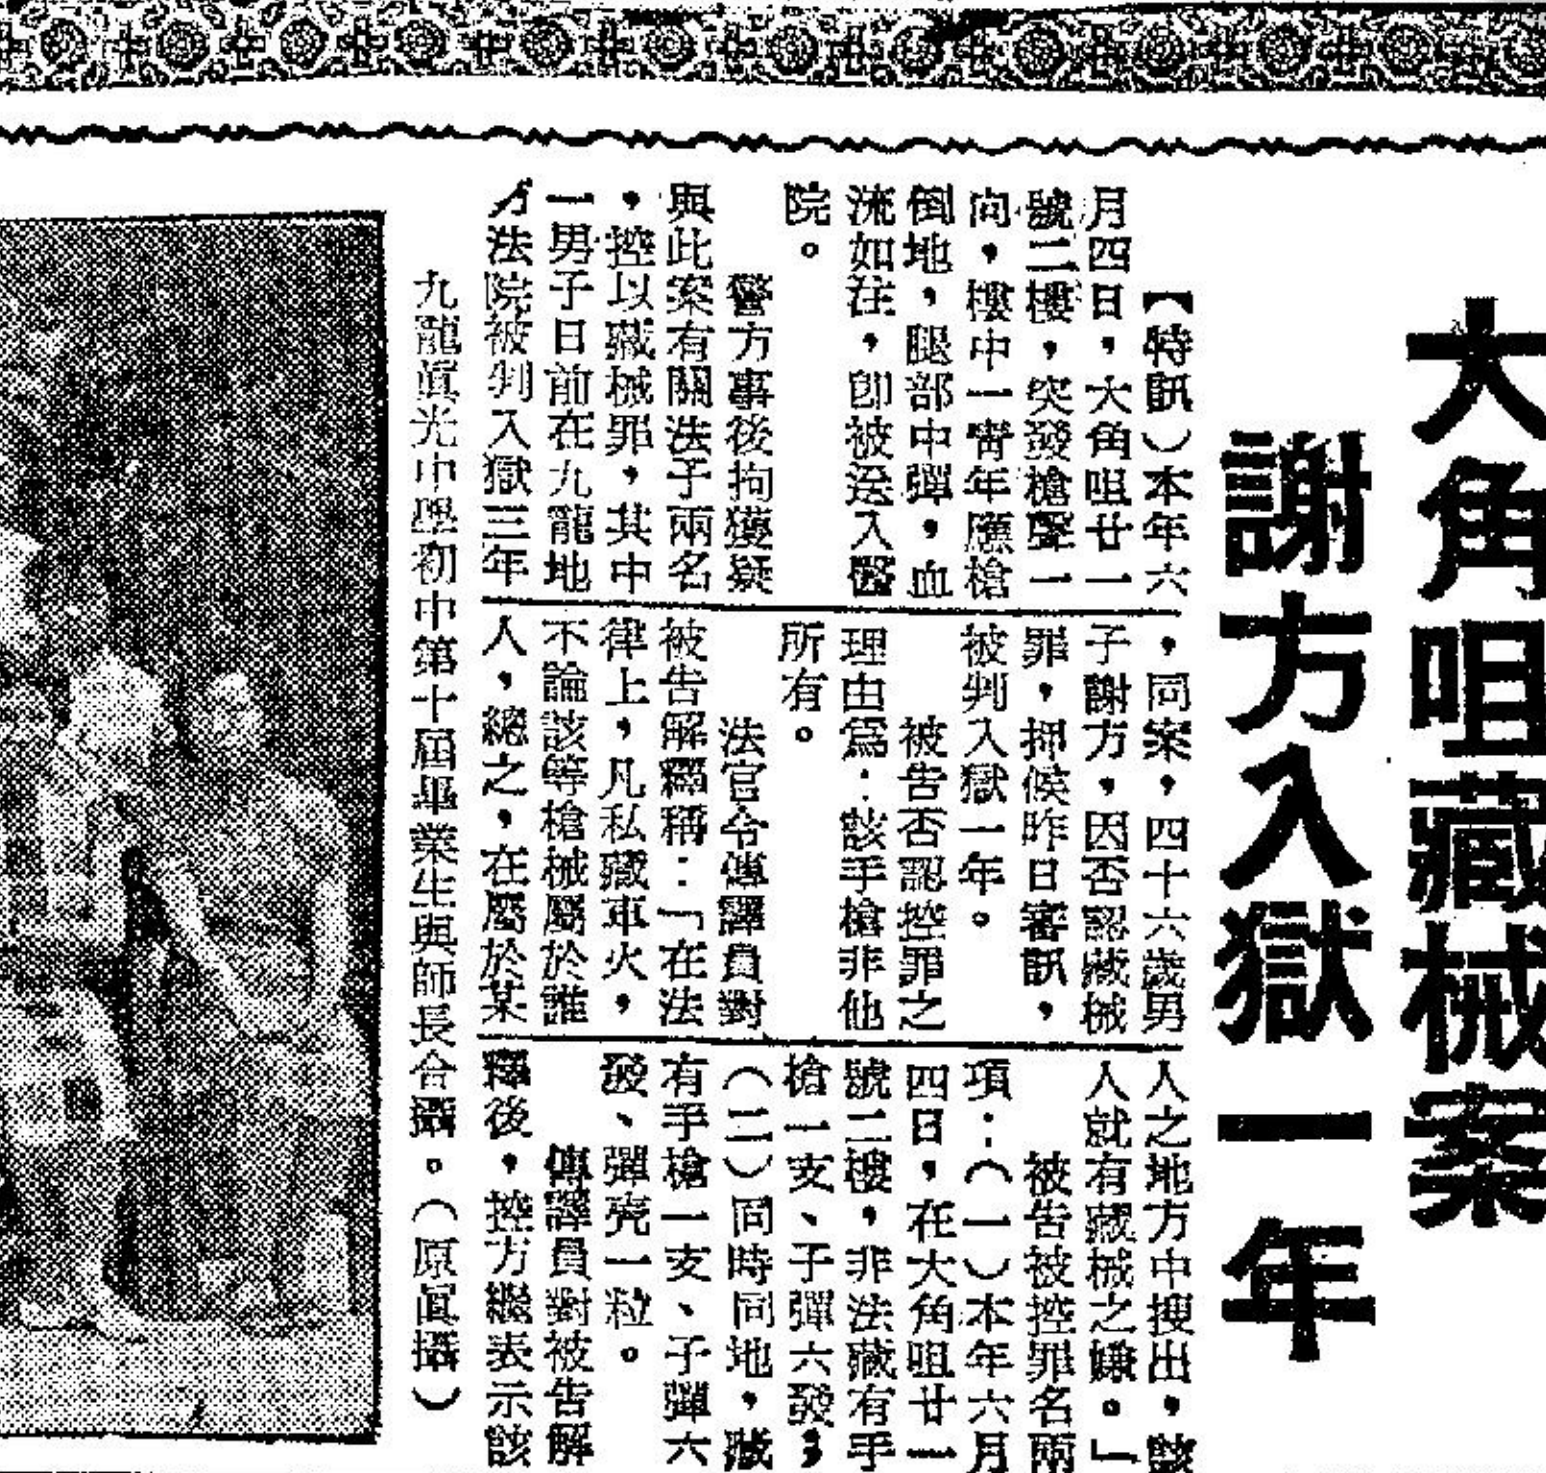 大角咀藏械案
謝方入獄一年
【特訊）本年六
月四日，大角咀廿一
號二樓，突發槍聲一
向，樓中一青年應槍
倒地，腿部中彈，血
流如注，卽被送入醫
院。
警方事後拘獲疑
與此案有關法子兩名
，控以藏械罪，其中
一男子日前在九龍地
方法院被判入獄三年
，同案，四十六歲男
子謝方，因否認藏械
罪，押候昨日審訊，
被判入獄一年。
被告否認控罪之
理由爲：該手槍非他
所有。
法官令傳譯員對
被告解釋稱：「在法
律上，凡私藏軍火，
不論該等槍械屬於誰
人，總之，在屬於某
人之地方中搜出，該
人就有藏械之嫌。」
被告被控罪名兩
項：（一）本年六月
四日，在大角咀廿一
號二樓，非法藏有手
槍一支、子彈六發；
（二）同時同地，藏
有手槍一支、子彈六
發、彈壳一粒。
傳譯員對被告解
釋後，控方繼表示該
九龍眞光中學初中第十屆畢業生與師長合攝。（原眞攝）